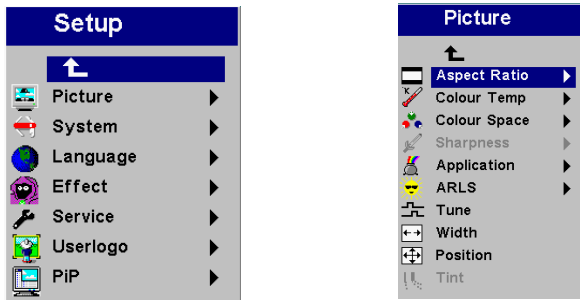 Setup
Picture
System
Language
Effect
Service
Userlogo
PiP
Picture
Aspect Ratio
Colour Temp
Colour Space
Sharpness
Application
ARLS
Tune
Width
Position
Tint